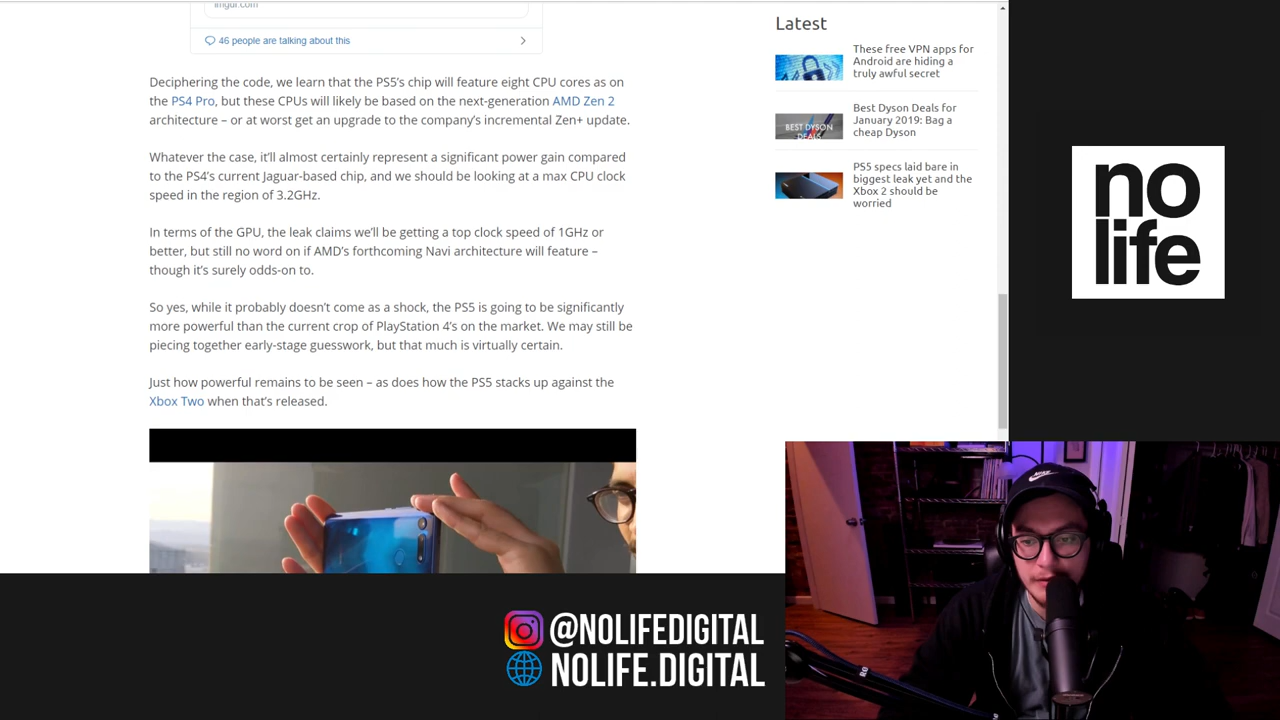 imgur.com
46 people are talking about this
Deciphering the code, we learn that the PS5's chip will feature eight CPU cores as on
the PS4 Pro, but these CPUs will likely be based on the next-generation AMD Zen 2
architecture – or at worst get an upgrade to the company's incremental Zen+ update.
Whatever the case, it'll almost certainly represent a significant power gain compared
to the PS4's current Jaguar-based chip, and we should be looking at a max CPU clock
speed in the region of 3.2GHz.
In terms of the GPU, the leak claims we'll be getting a top clock speed of 1GHz or
better, but still no word on if AMD's forthcoming Navi architecture will feature –
though it's surely odds-on to.
So yes, while it probably doesn't come as a shock, the PS5 is going to be significantly
more powerful than the current crop of PlayStation 4's on the market. We may still be
piecing together early-stage guesswork, but that much is virtually certain.
Just how powerful remains to be seen – as does how the PS5 stacks up against the
Xbox Two when that's released.
Latest
These free VPN apps for
Android are hiding a
truly awful secret
BEST DYSON
DEALS
Best Dyson Deals for
January 2019: Bag a
cheap Dyson
PS5 specs laid bare in
biggest leak yet and the
Xbox 2 should be
worried
no
life
@NOLIFEDIGITAL
NOLIFE.DIGITAL